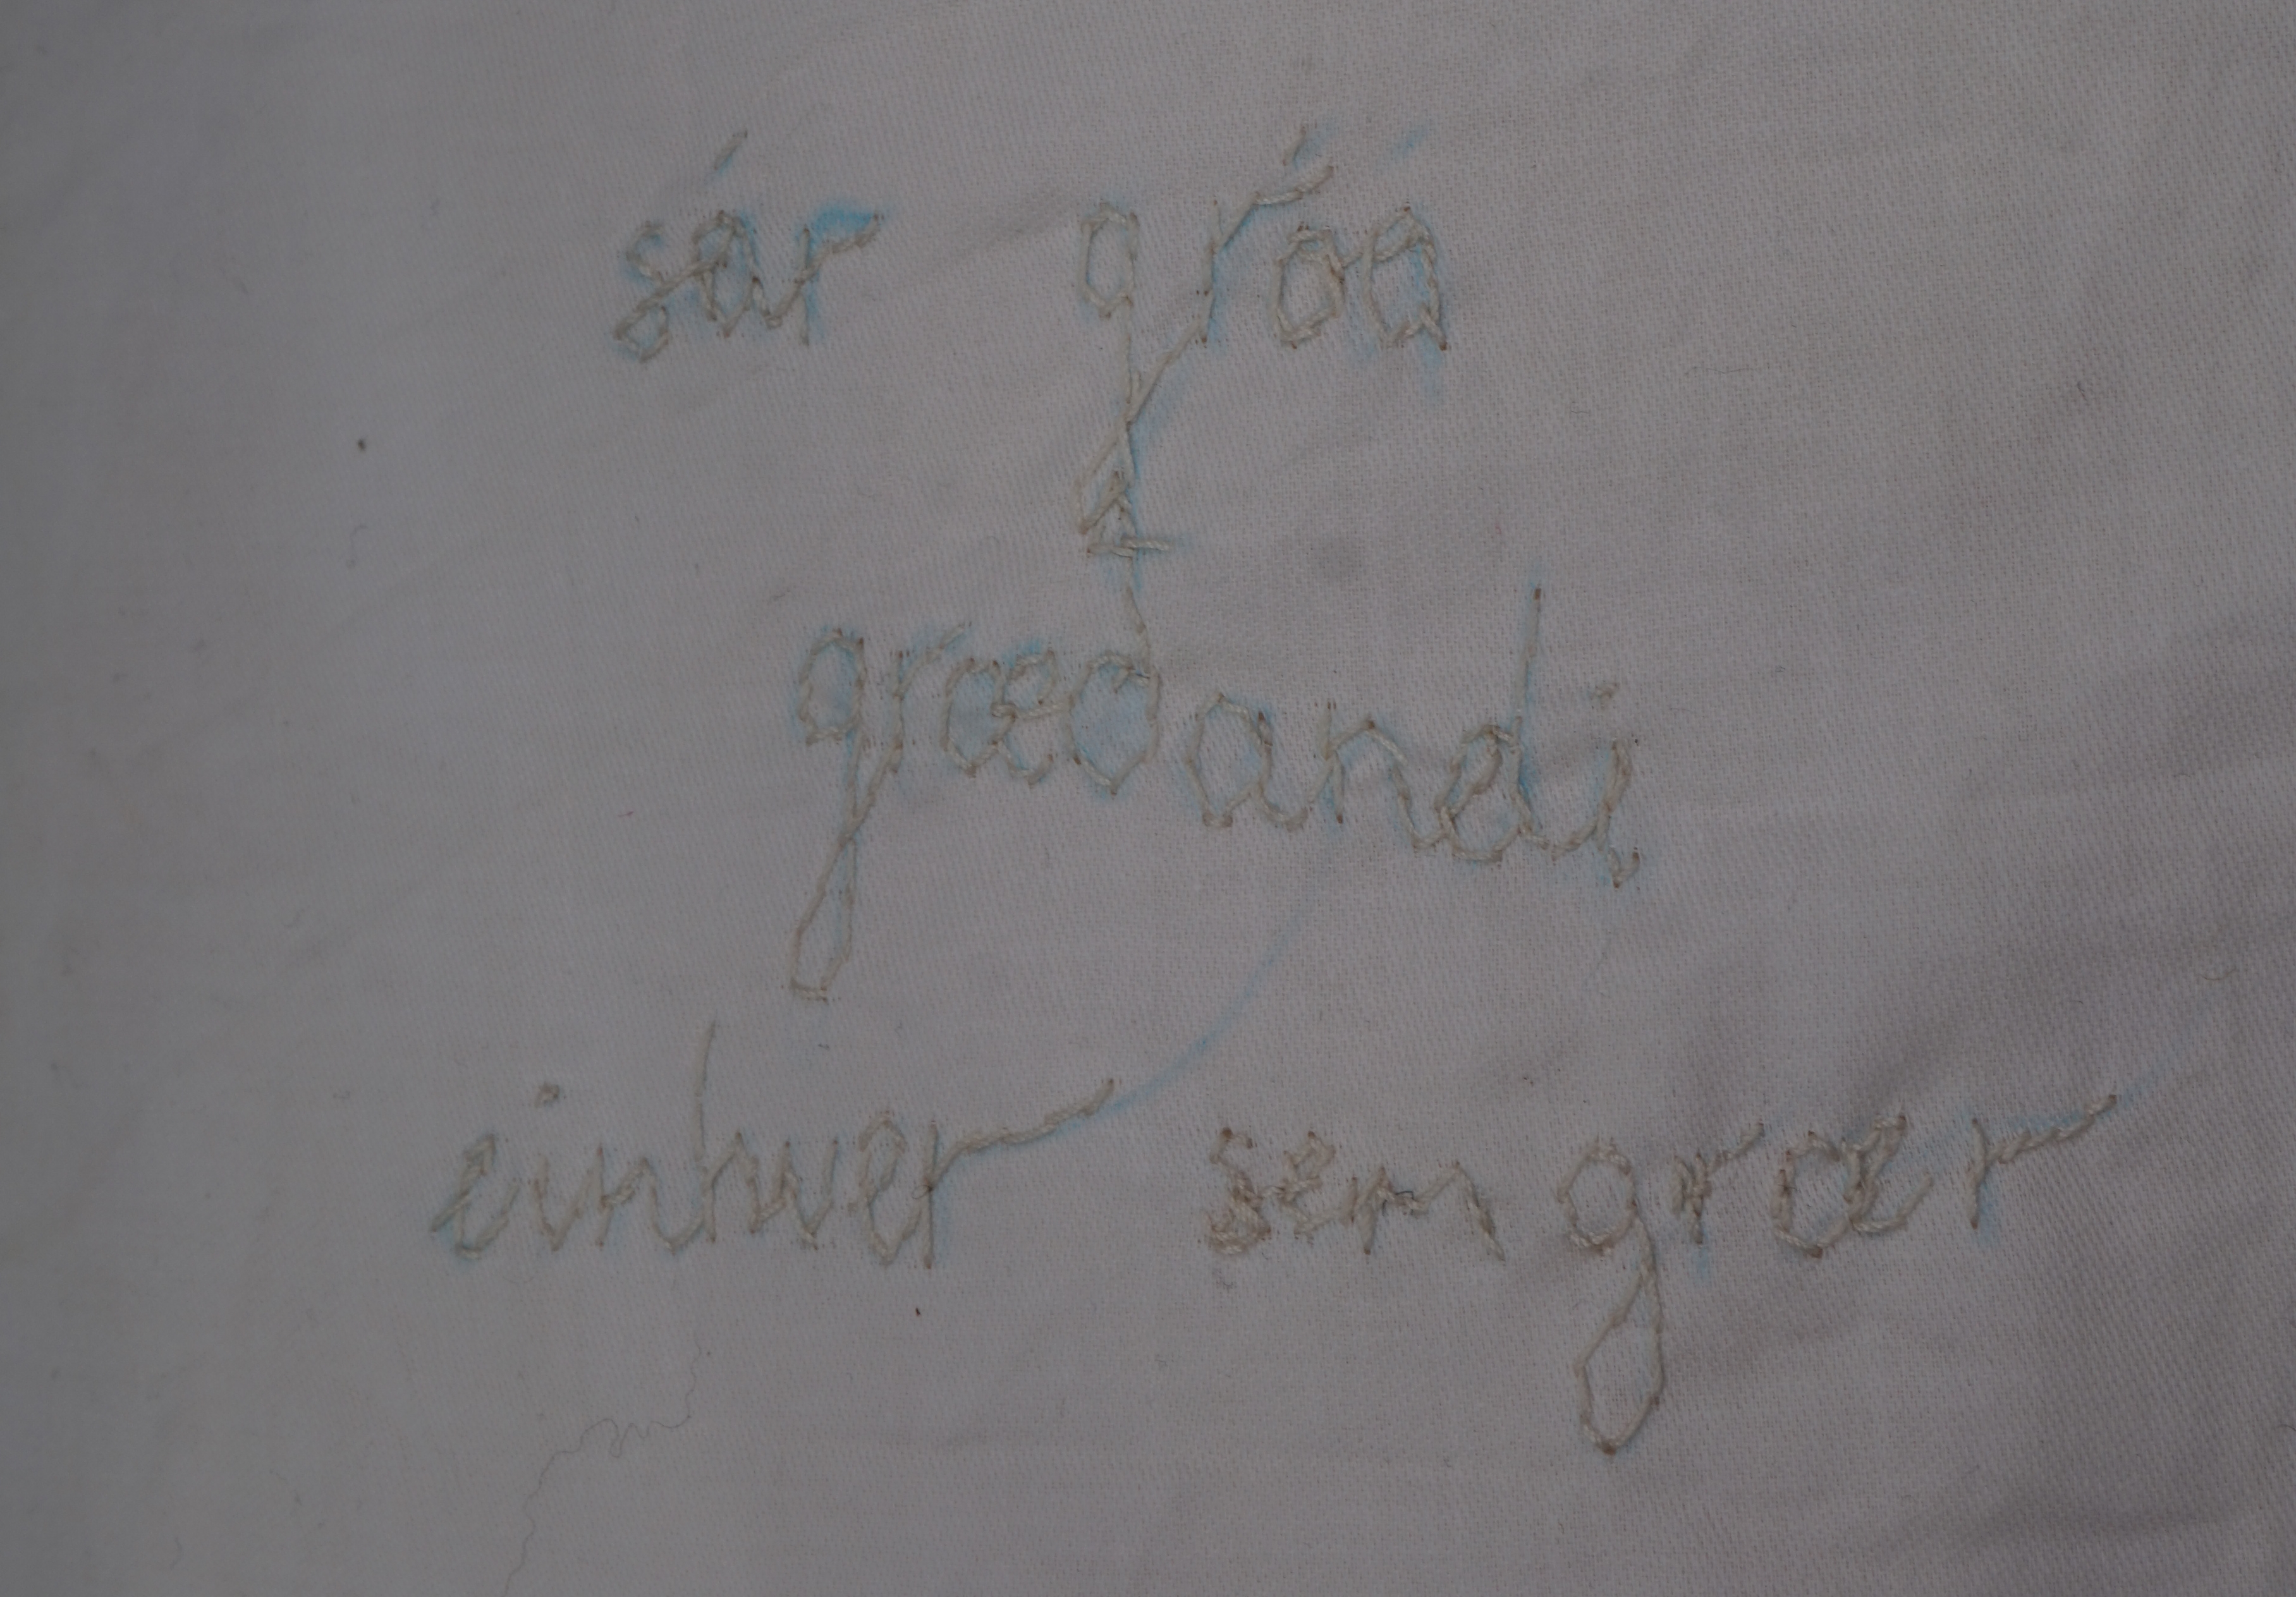 sár gróa
græðandi
einhver sem grær